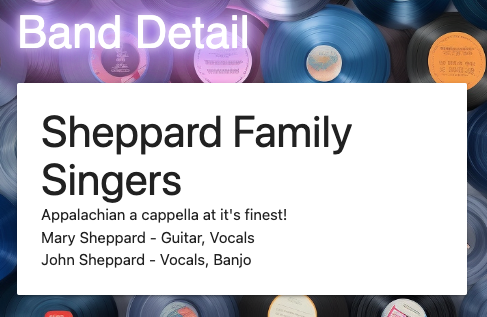 Band Detail
Sheppard Family
Singers
Appalachian a cappella at it's finest!
Mary Sheppard - Guitar, Vocals
John Sheppard - Vocals, Banjo